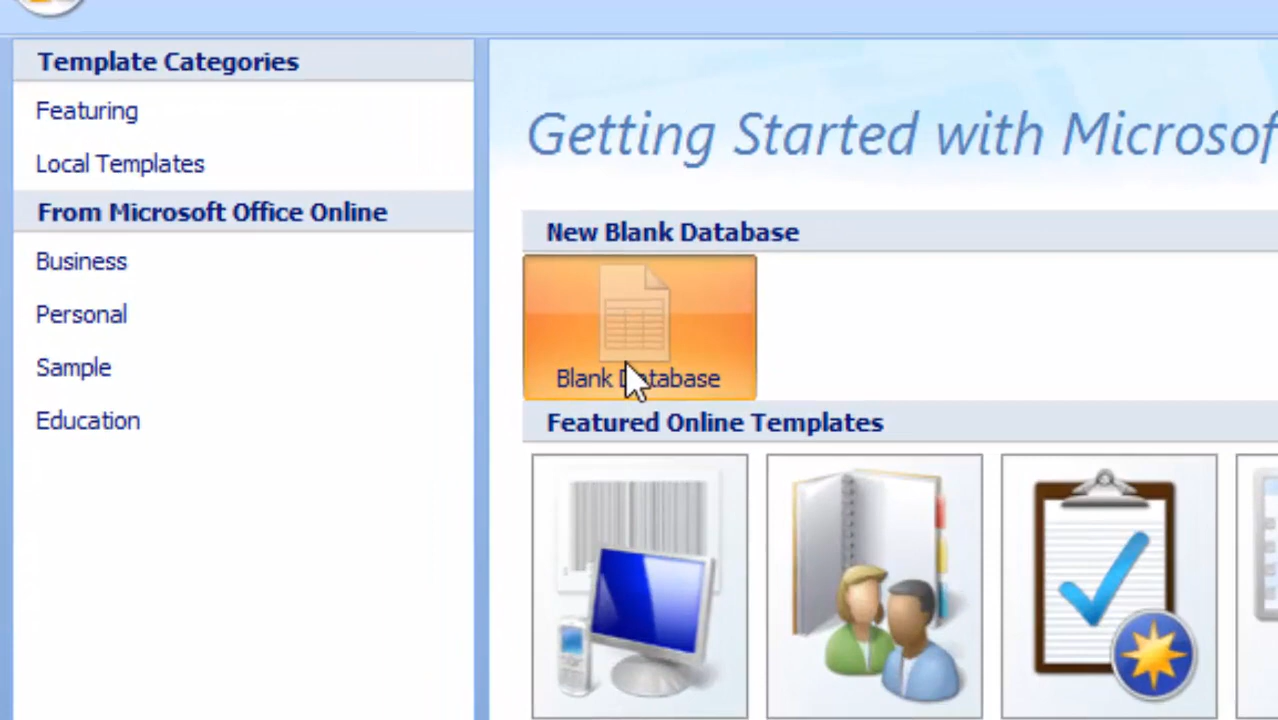 Template Categories
Featuring
Local Templates
From Microsoft Office Online
Business
Personal
Sample
Education
Getting Started with Microsof
New Blank Database
Blank Database
Featured Online Templates